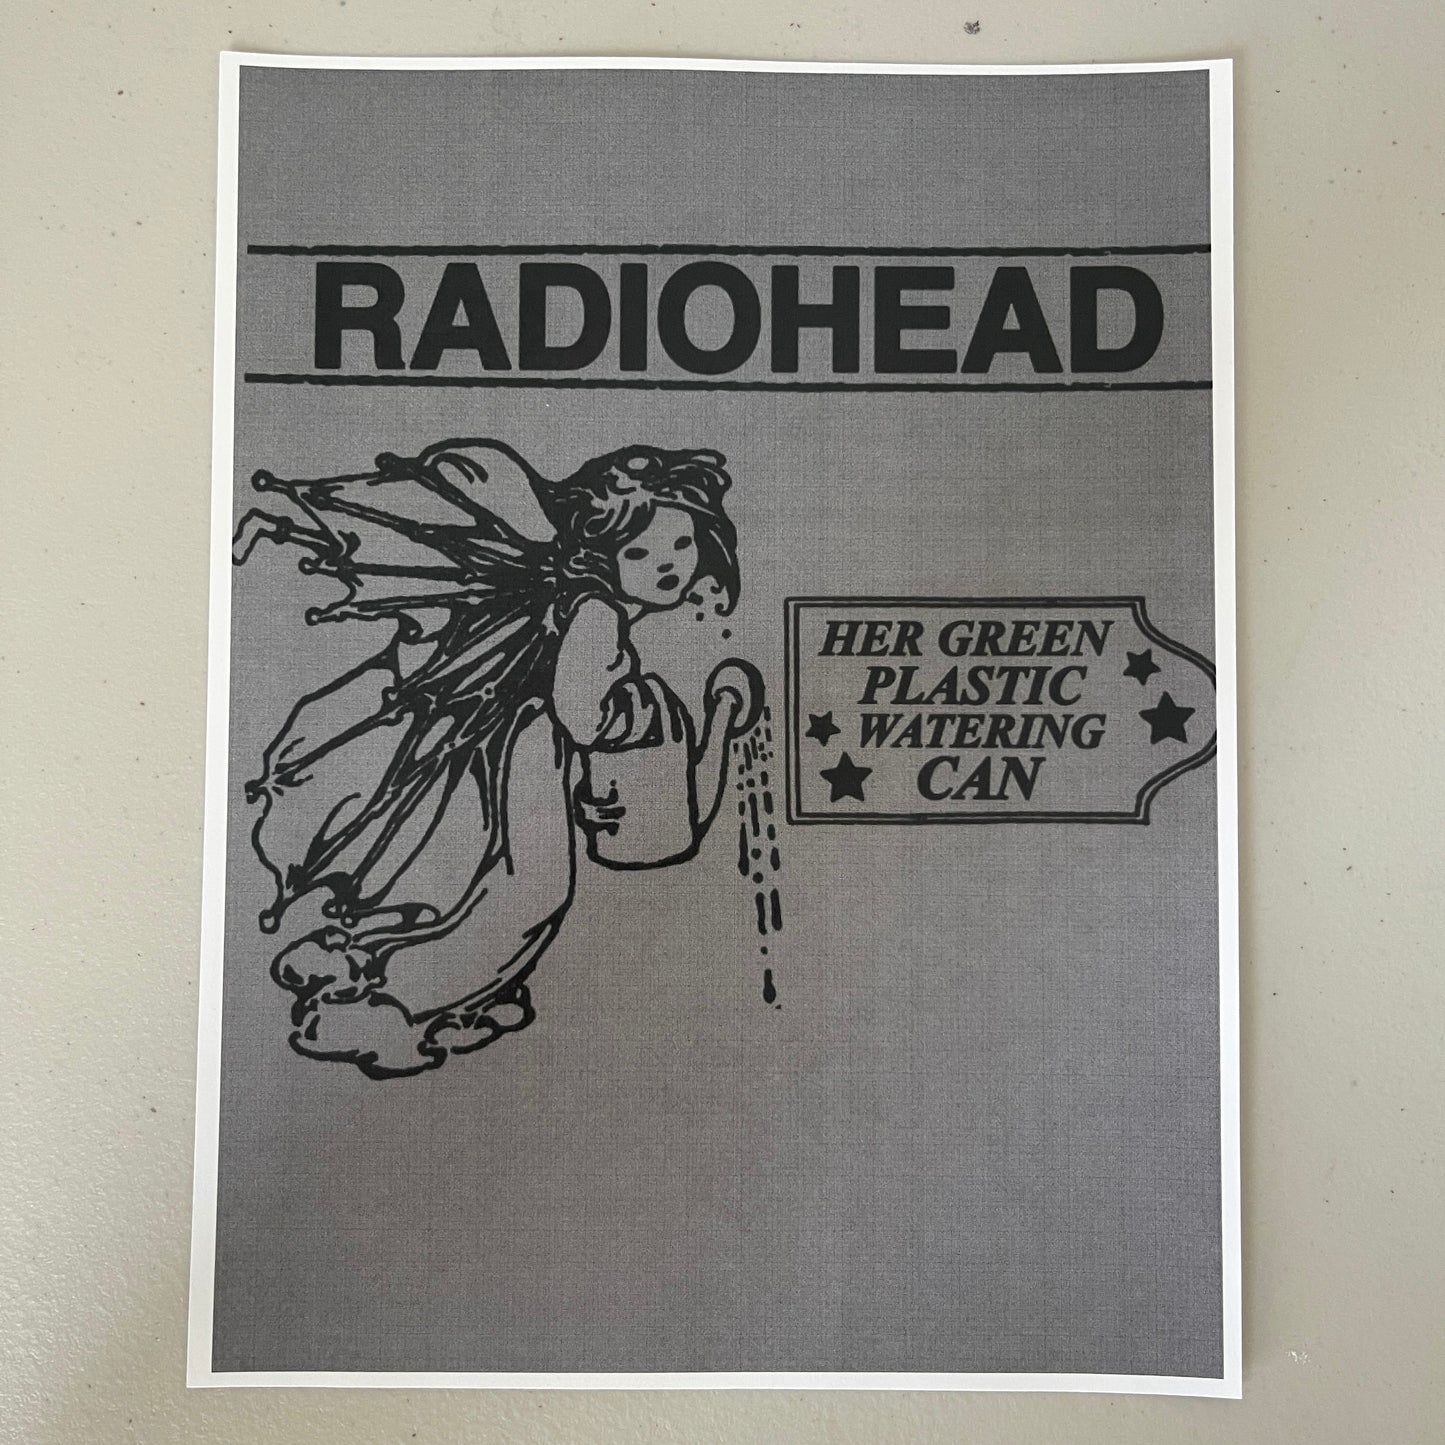 RADIOHEAD
HER GREEN
PLASTIC
WATERING
CAN